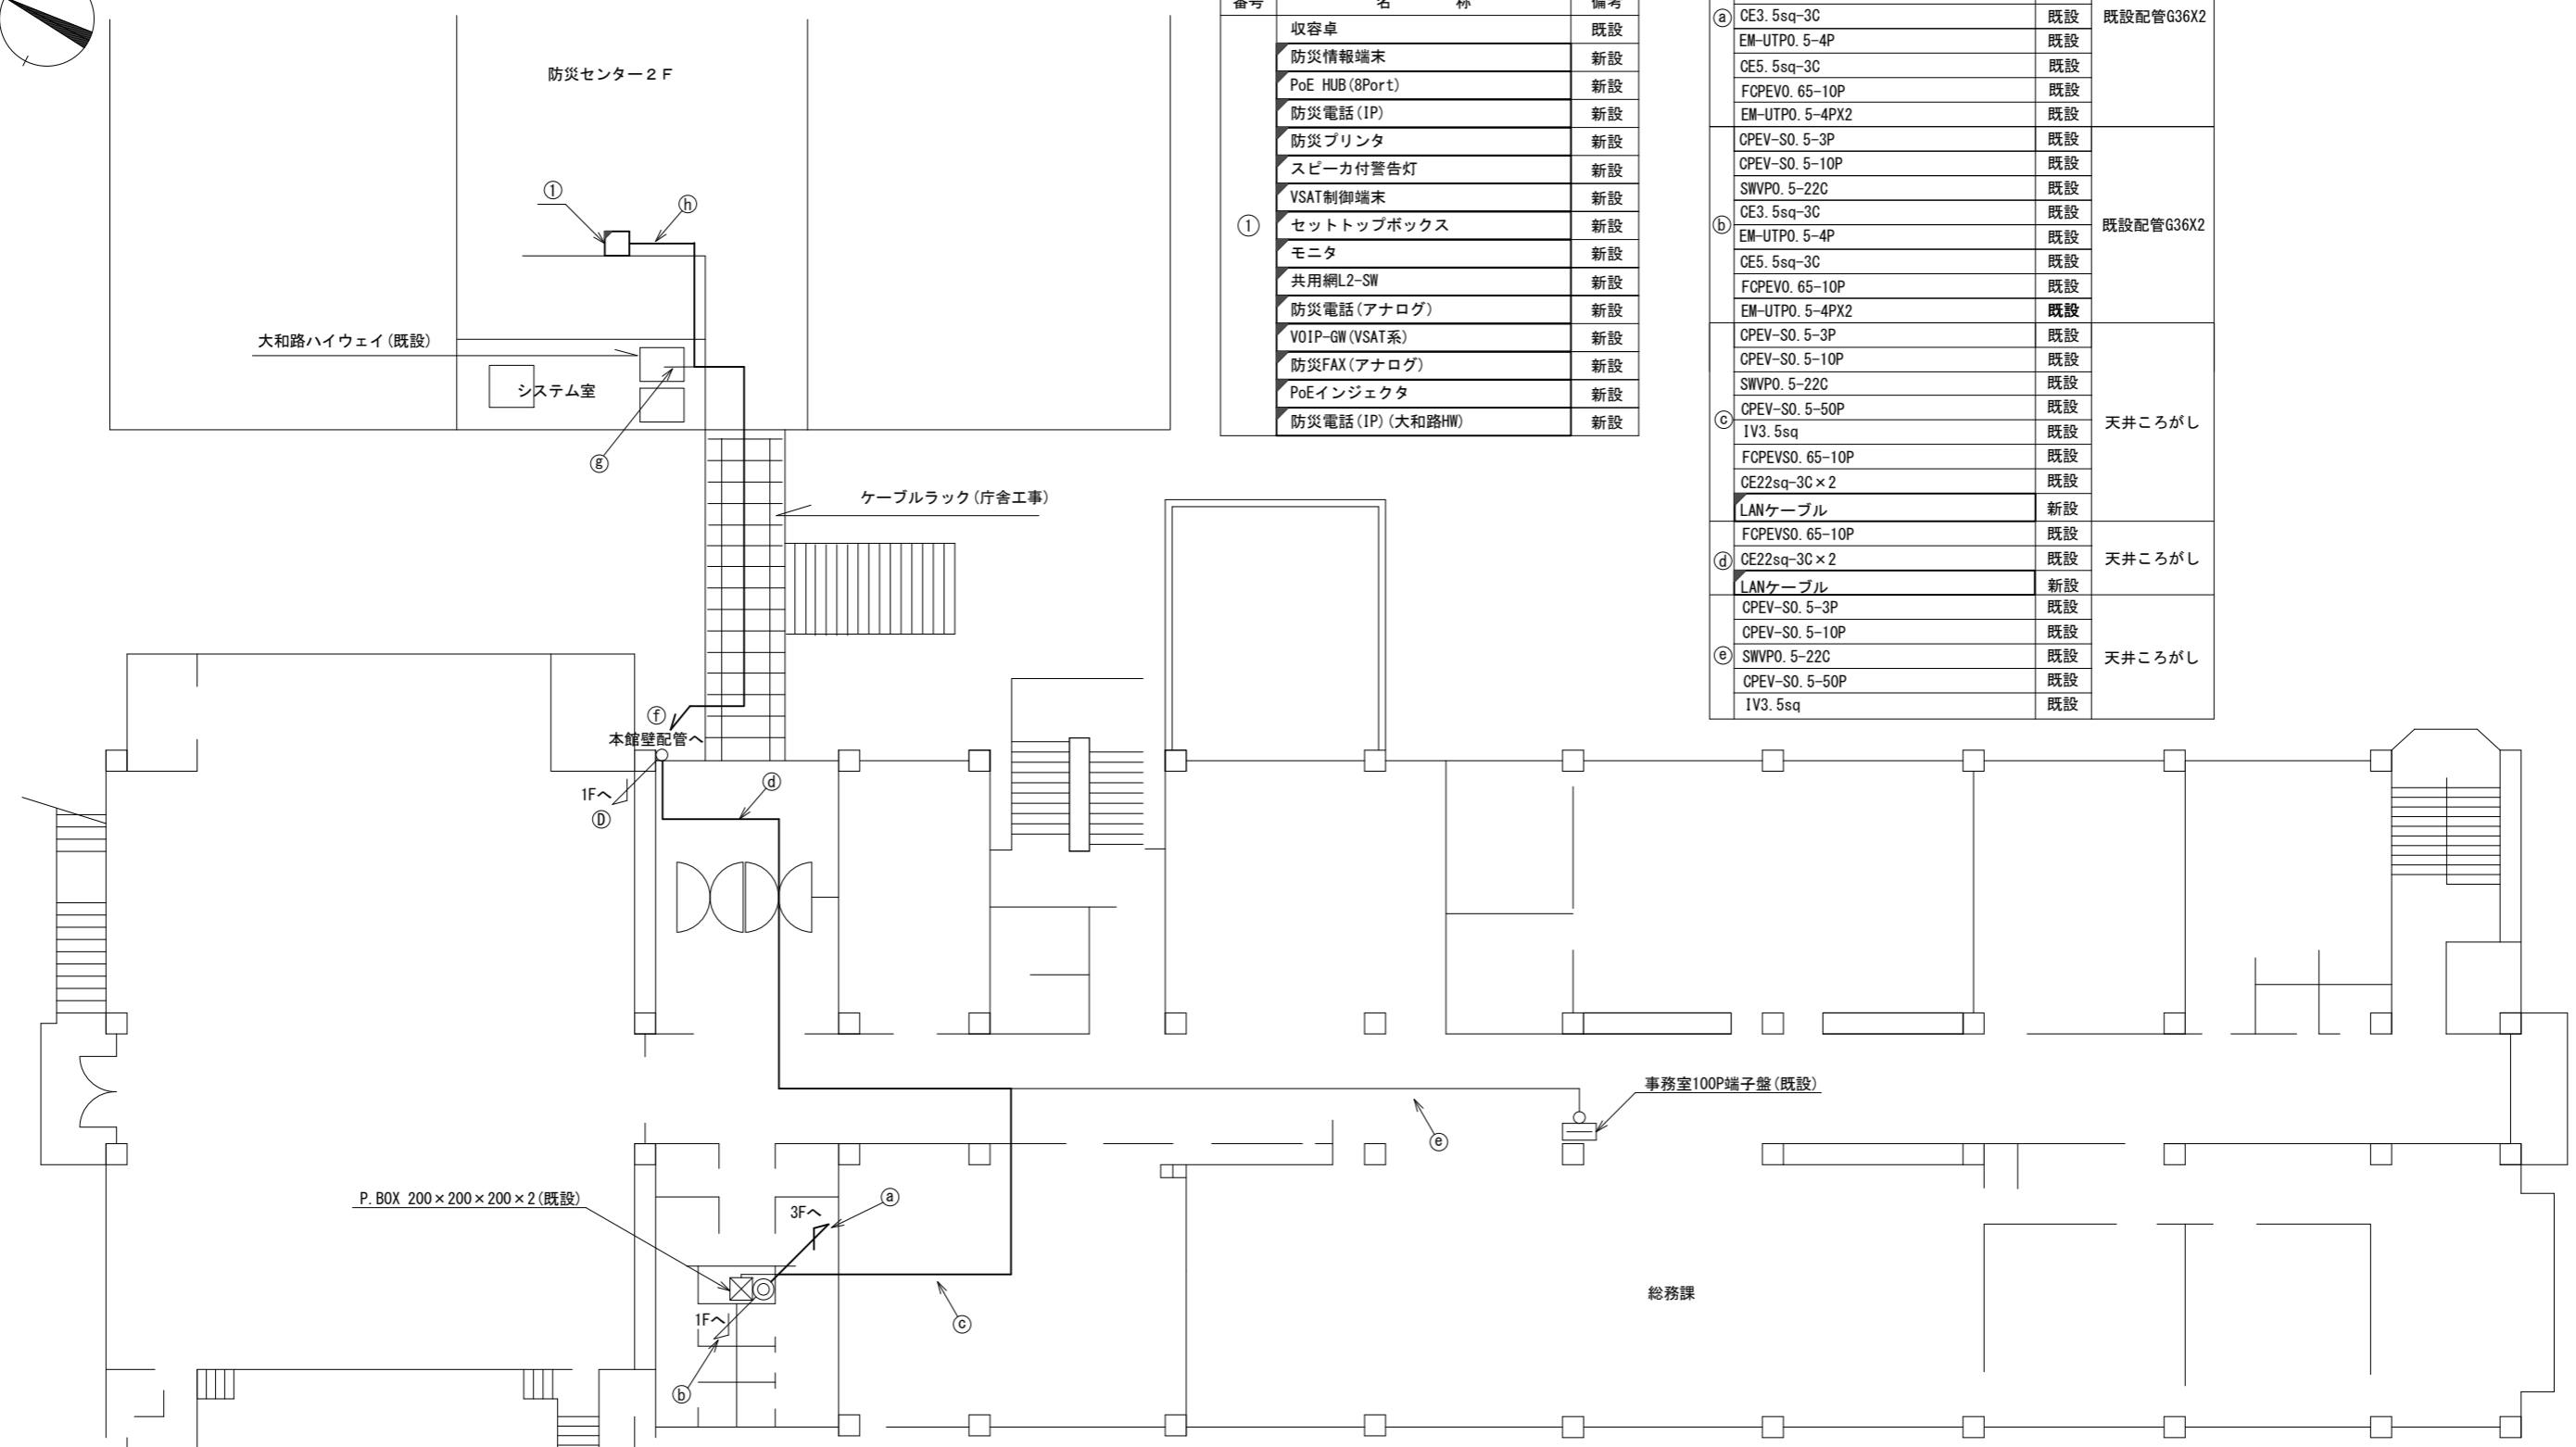 番号 名 称 備考
① 収容卓 既設
防災情報端末 新設
PoE HUB(8Port) 新設
防災電話(IP) 新設
防災プリンタ 新設
スピーカ付警告灯 新設
VSAT制御端末 新設
セットトップボックス 新設
モニタ 新設
共用網L2-SW 新設
防災電話(アナログ) 新設
VOIP-GW(VSAT系) 新設
防災FAX(アナログ) 新設
PoEインジェクタ 新設
防災電話(IP)(大和路HW) 新設
ⓐ CE3.5sq-3C 既設 既設配管G36X2
EM-UTP0.5-4P 既設
CE5.5sq-3C 既設
FCPEV0.65-10P 既設
EM-UTP0.5-4PX2 既設
ⓑ CPEV-S0.5-3P 既設 既設配管G36X2
CPEV-S0.5-10P 既設
SWVP0.5-22C 既設
CE3.5sq-3C 既設
EM-UTP0.5-4P 既設
CE5.5sq-3C 既設
FCPEV0.65-10P 既設
EM-UTP0.5-4PX2 既設
ⓒ CPEV-S0.5-3P 既設 天井ころがし
CPEV-S0.5-10P 既設
SWVP0.5-22C 既設
CPEV-S0.5-50P 既設
IV3.5sq 既設
FCPEVS0.65-10P 既設
CE22sq-3C×2 既設
LANケーブル 新設
ⓓ FCPEVS0.65-10P 既設 天井ころがし
CE22sq-3C×2 既設
LANケーブル 新設
ⓔ CPEV-S0.5-3P 既設 天井ころがし
CPEV-S0.5-10P 既設
SWVP0.5-22C 既設
CPEV-S0.5-50P 既設
IV3.5sq 既設
防災センター2F
①
ⓗ
大和路ハイウェイ(既設)
システム室
ⓖ
ケーブルラック(庁舎工事)
ⓕ
本館壁配管へ
1Fへ
Ⓓ
ⓓ
事務室100P端子盤(既設)
ⓔ
P.BOX 200×200×200×2(既設)
3Fへ
ⓐ
1Fへ
ⓑ
ⓒ
総務課